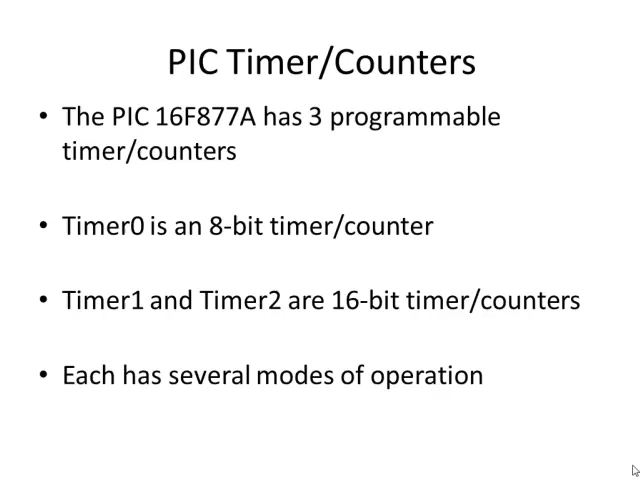 PIC Timer/Counters
• The PIC 16F877A has 3 programmable
timer/counters
• Timer0 is an 8-bit timer/counter
• Timer1 and Timer2 are 16-bit timer/counters
• Each has several modes of operation